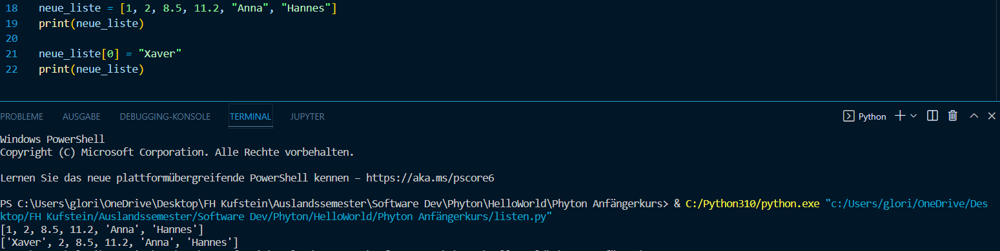 18 neue_liste = [1, 2, 8.5, 11.2, "Anna", "Hannes"]
19 print(neue_liste)
20
21 neue_liste[0] = "Xaver"
22 print(neue_liste)
PROBLEME AUSGABE DEBUGGING-KONSOLE TERMINAL JUPYTER Python
Windows PowerShell
Copyright (C) Microsoft Corporation. Alle Rechte vorbehalten.
Lernen Sie das neue plattformübergreifende PowerShell kennen – https://aka.ms/pscore6
PS C:\Users\glori\OneDrive\Desktop\FH Kufstein\Auslandssemester\Software Dev\Phyton\HelloWorld\Phyton Anfängerkurs> & C:/Python310/python.exe "c:/Users/glori/OneDrive/Des
ktop/FH Kufstein/Auslandssemester/Software Dev/Phyton/HelloWorld/Phyton Anfängerkurs/listen.py"
[1, 2, 8.5, 11.2, 'Anna', 'Hannes']
['Xaver', 2, 8.5, 11.2, 'Anna', 'Hannes']